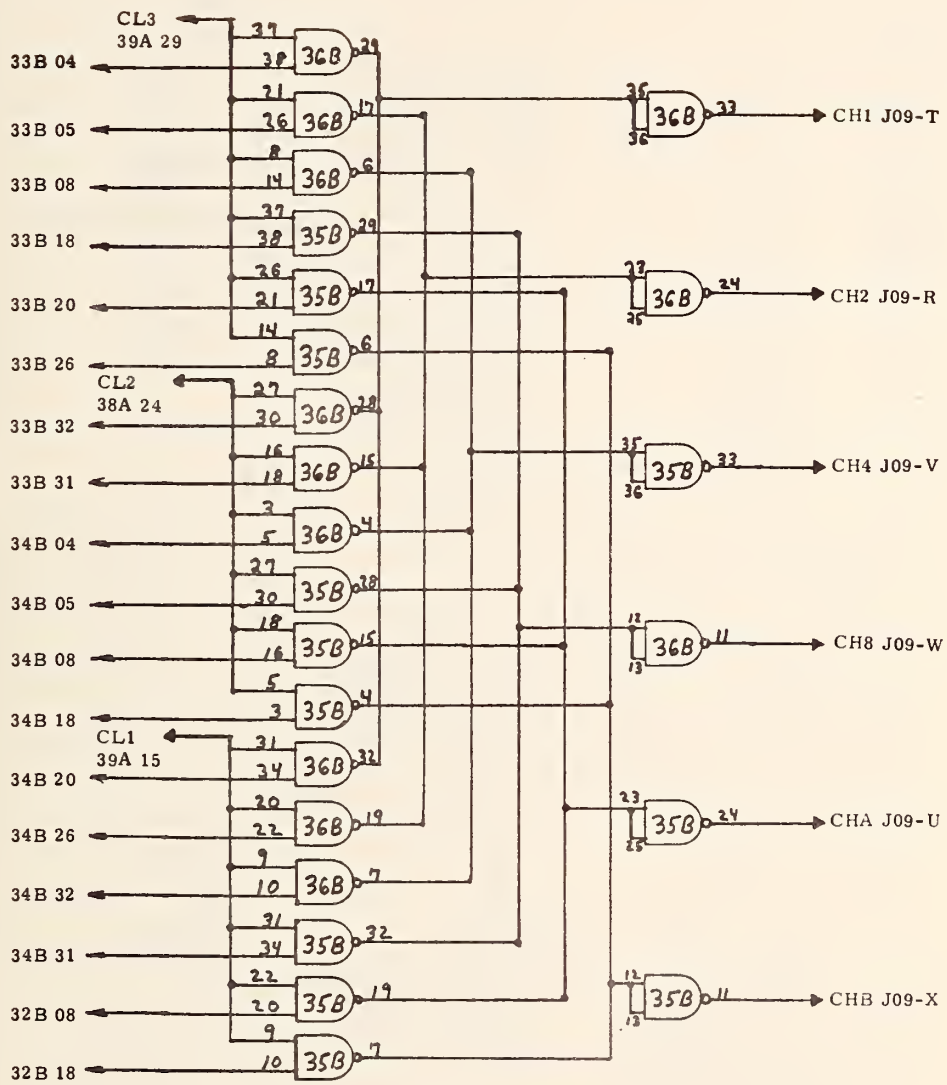 CL3
39A 29
37
33B 04
38
36B
29
21
33B 05
26
36B
17
8
33B 08
14
36B
6
37
33B 18
38
35B
29
26
33B 20
21
35B
17
14
33B 26
8
35B
6
CL2
38A 24
27
33B 32
30
36B
28
16
33B 31
18
36B
15
3
34B 04
5
36B
4
27
34B 05
30
35B
28
18
34B 08
16
35B
15
5
34B 18
3
35B
4
CL1
39A 15
31
34B 20
34
36B
32
20
34B 26
22
36B
19
9
34B 32
10
36B
7
31
34B 31
34
35B
32
22
32B 08
20
35B
19
9
32B 18
10
35B
7
35
36
36B
33
CH1 J09-T
23
25
36B
24
CH2 J09-R
35
36
35B
33
CH4 J09-V
12
13
36B
11
CH8 J09-W
23
25
35B
24
CHA J09-U
12
13
35B
11
CHB J09-X